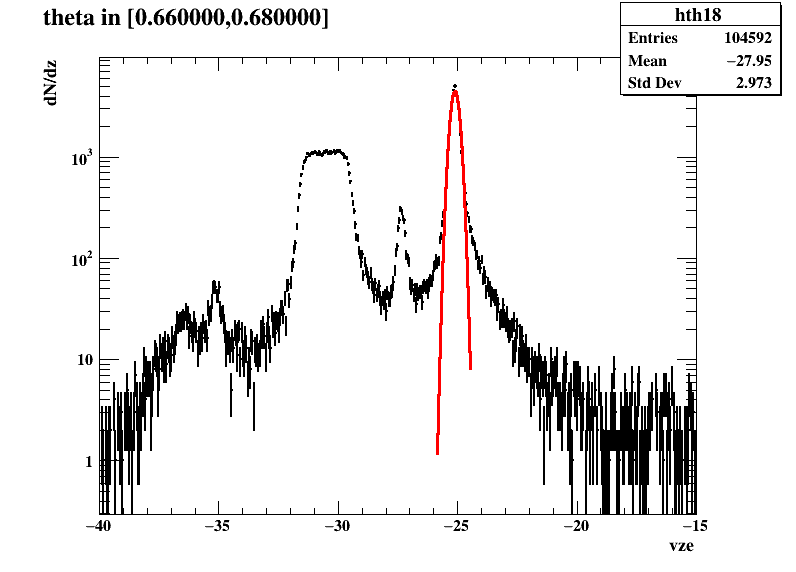 theta in [0.660000,0.680000]
hth18
Entries 104592
Mean −27.95
Std Dev 2.973
dN/dz
10³
10²
10
1
−40 −35 −30 −25 −20 −15
vze